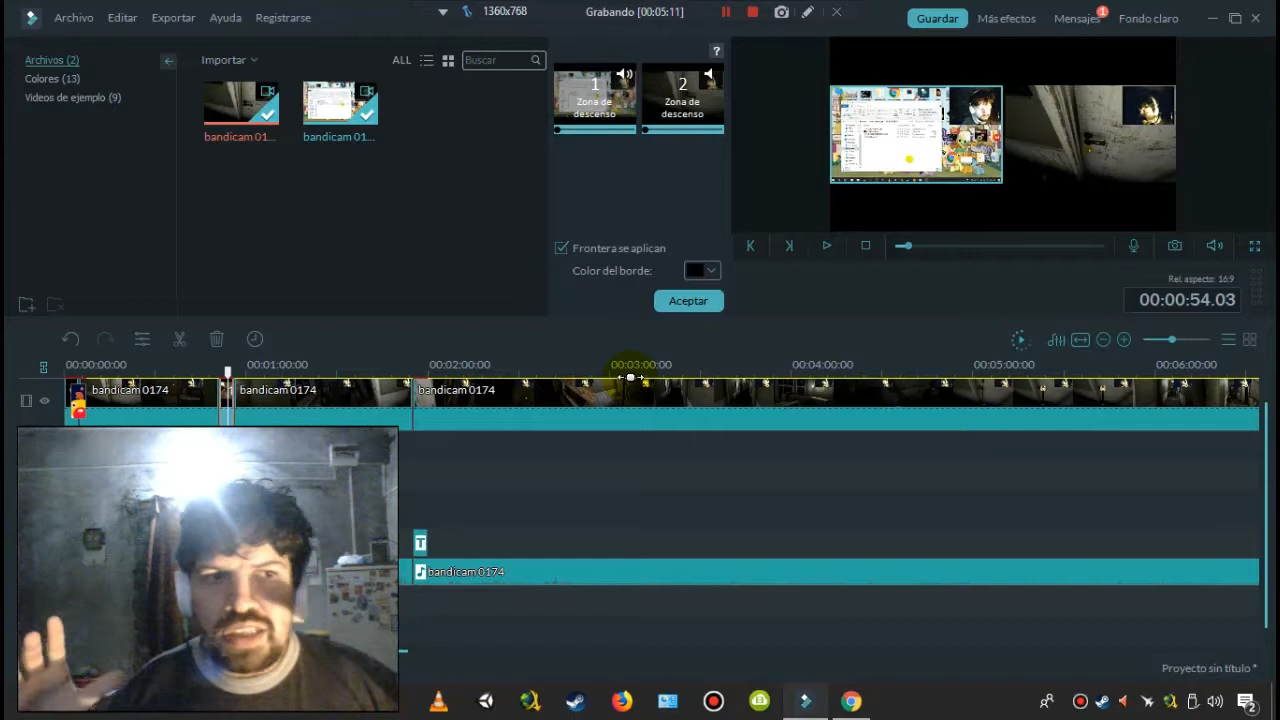 1360x768
Grabando [00:05:11]
Archivo
Editar
Exportar
Ayuda
Registrarse
Guardar
Más efectos
Mensajes
1
Fondo claro
Archivos (2)
Colores (13)
Videos de ejemplo (9)
Importar
ALL
Buscar
?
bandicam 01...
bandicam 01...
1
Zona de
descenso
2
Zona de
descenso
Frontera se aplican
Color del borde:
Aceptar
Rel. aspecto: 16:9
00:00:54.03
00:00:00:00
00:01:00:00
00:02:00:00
00:03:00:00
00:04:00:00
00:05:00:00
00:06:00:00
bandicam 0174
bandicam 0174
bandicam 0174
T
bandicam 0174
Proyecto sin título *
2